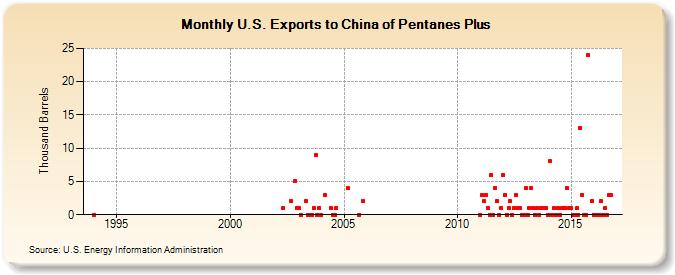 Monthly U.S. Exports to China of Pentanes Plus
Thousand Barrels
25
20
15
10
5
0
1995 2000 2005 2010 2015
Source: U.S. Energy Information Administration